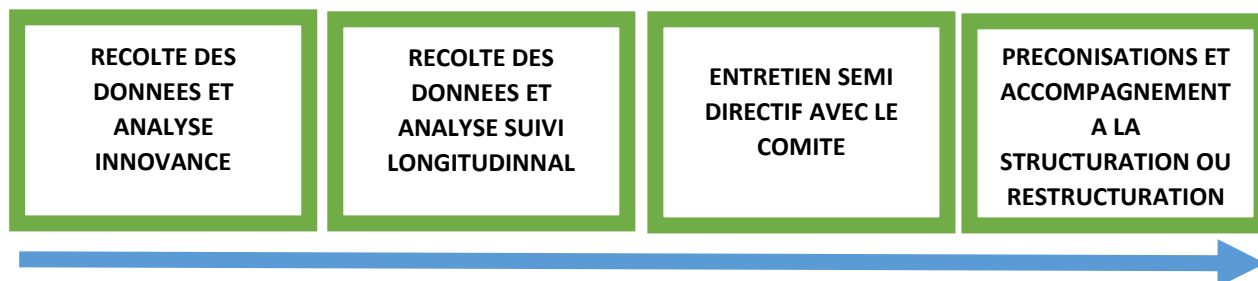 RECOLTE DES
DONNEES ET
ANALYSE
INNOVANCE
RECOLTE DES
DONNEES ET
ANALYSE SUIVI
LONGITUDINNAL
ENTRETIEN SEMI
DIRECTIF AVEC LE
COMITE
PRECONISATIONS ET
ACCOMPAGNEMENT
A LA
STRUCTURATION OU
RESTRUCTURATION